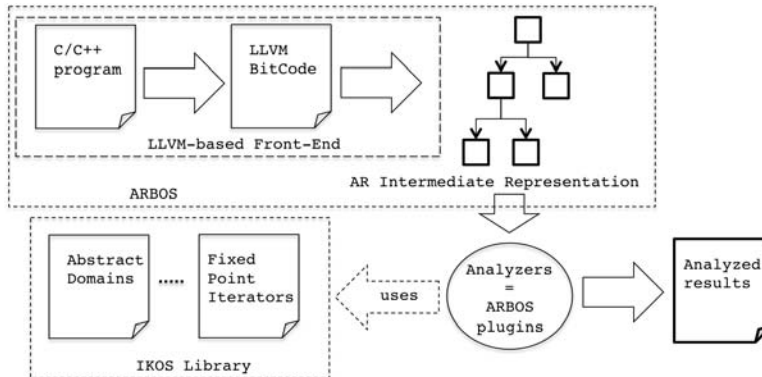 C/C++
program
LLVM
BitCode
LLVM-based Front-End
AR Intermediate Representation
ARBOS
Abstract
Domains
.....
Fixed
Point
Iterators
IKOS Library
uses
Analyzers
=
ARBOS
plugins
Analyzed
results